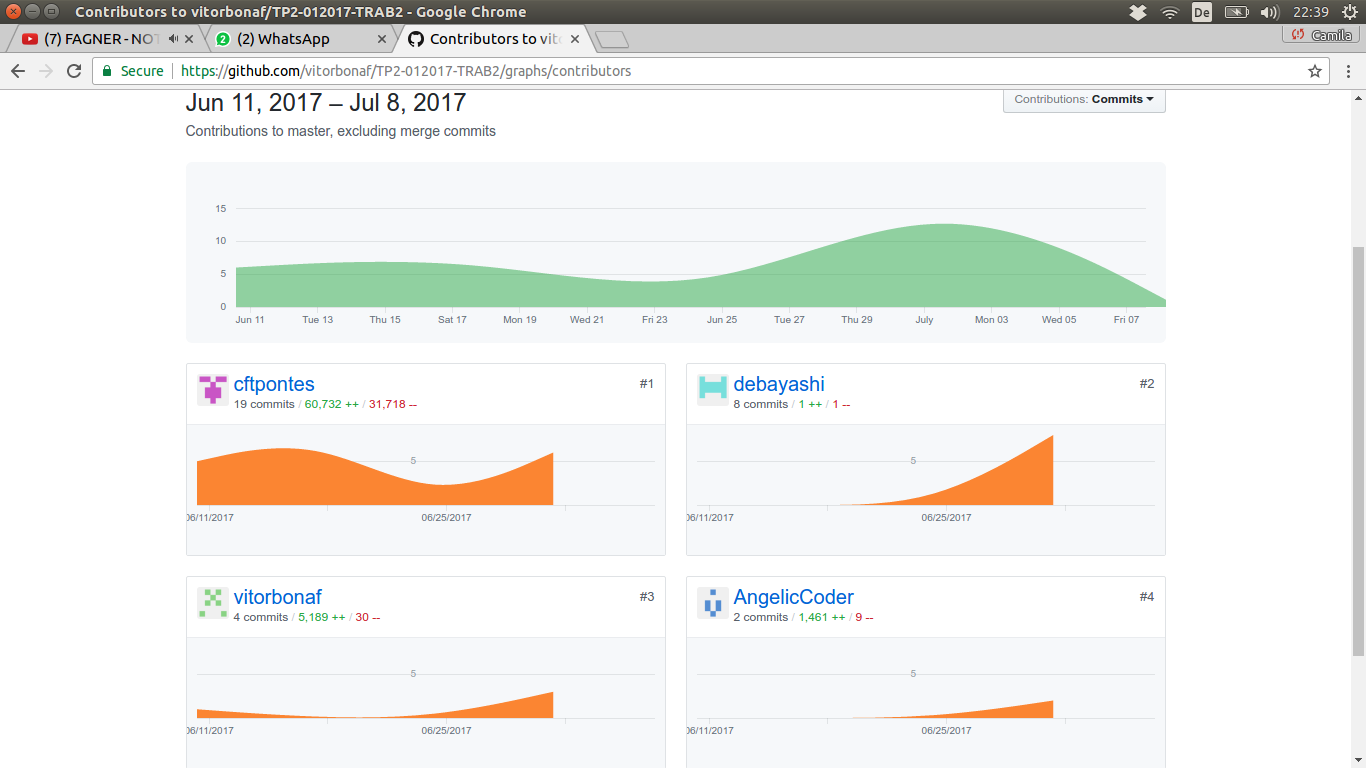 Contributors to vitorbonaf/TP2-012017-TRAB2 - Google Chrome
De
22:39
(7) FAGNER - NOT
2
(2) WhatsApp
Contributors to vito
Camila
Secure
https://github.com/vitorbonaf/TP2-012017-TRAB2/graphs/contributors
Jun 11, 2017 – Jul 8, 2017
Contributions: Commits
Contributions to master, excluding merge commits
15
10
5
0
Jun 11 Tue 13 Thu 15 Sat 17 Mon 19 Wed 21 Fri 23 Jun 25 Tue 27 Thu 29 July Mon 03 Wed 05 Fri 07
cftpontes
#1
19 commits / 60,732 ++ / 31,718 --
5
06/11/2017 06/25/2017
debayashi
#2
8 commits / 1 ++ / 1 --
5
06/11/2017 06/25/2017
vitorbonaf
#3
4 commits / 5,189 ++ / 30 --
5
06/11/2017 06/25/2017
AngelicCoder
#4
2 commits / 1,461 ++ / 9 --
5
06/11/2017 06/25/2017